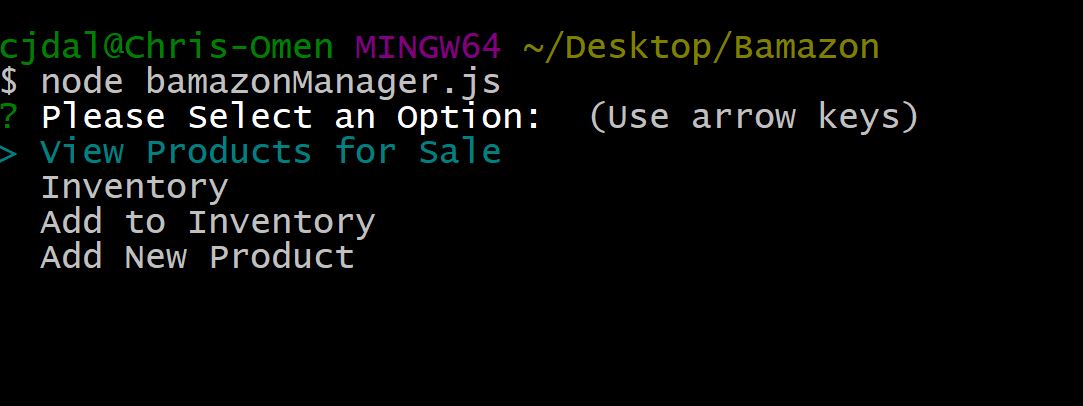 cjdal@Chris-Omen MINGW64 ~/Desktop/Bamazon
$ node bamazonManager.js
? Please Select an Option:  (Use arrow keys)
> View Products for Sale
  Inventory
  Add to Inventory
  Add New Product